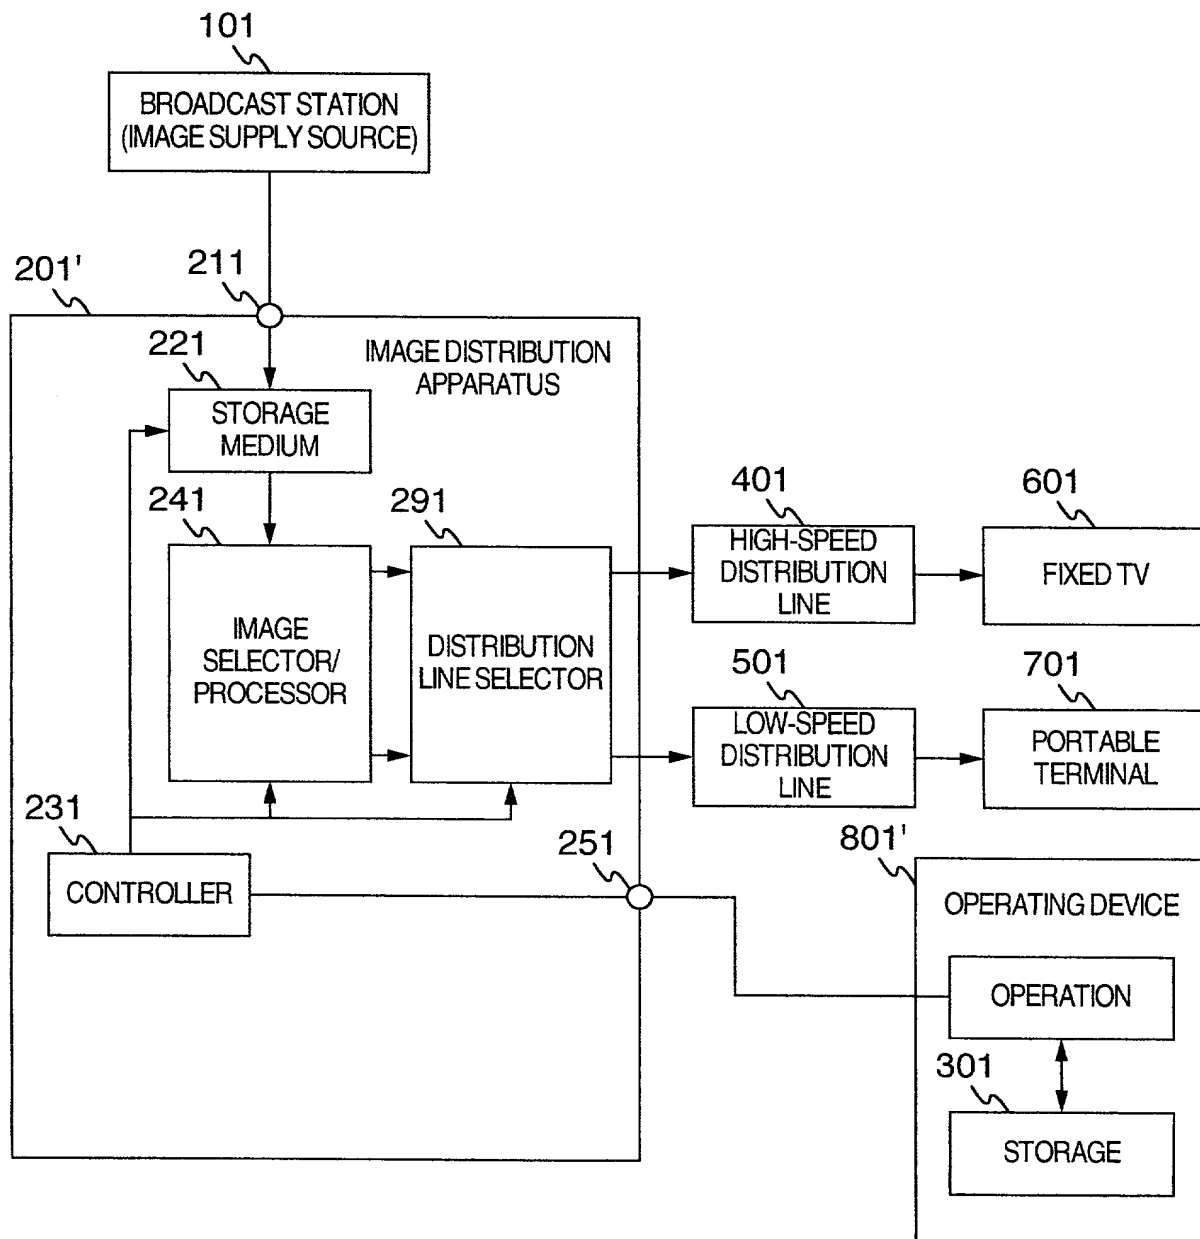 101
BROADCAST STATION
(IMAGE SUPPLY SOURCE)
201'
211
IMAGE DISTRIBUTION
APPARATUS
221
STORAGE
MEDIUM
241
IMAGE
SELECTOR/
PROCESSOR
291
DISTRIBUTION
LINE SELECTOR
401
HIGH-SPEED
DISTRIBUTION
LINE
601
FIXED TV
501
LOW-SPEED
DISTRIBUTION
LINE
701
PORTABLE
TERMINAL
231
CONTROLLER
251
801'
OPERATING DEVICE
OPERATION
301
STORAGE